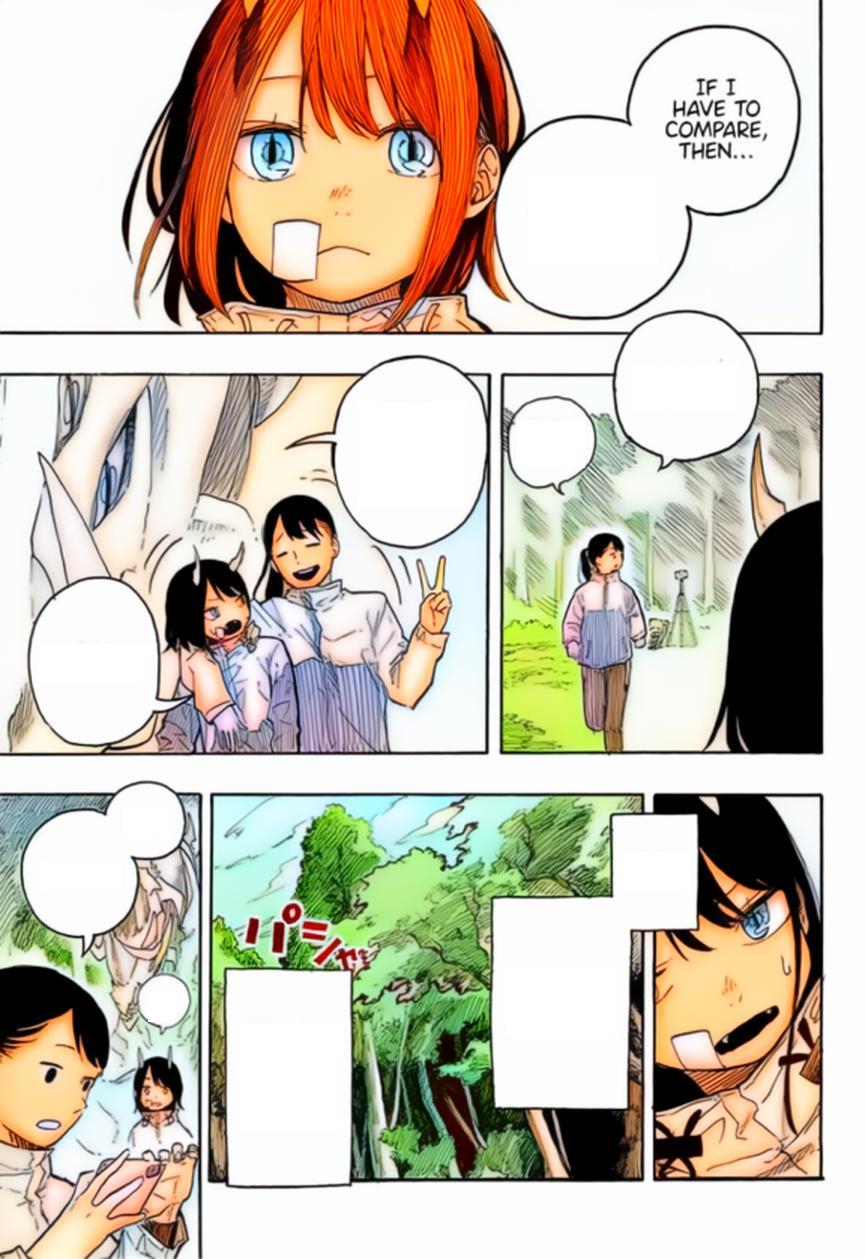 IF I
HAVE TO
COMPARE,
THEN...
パシャ